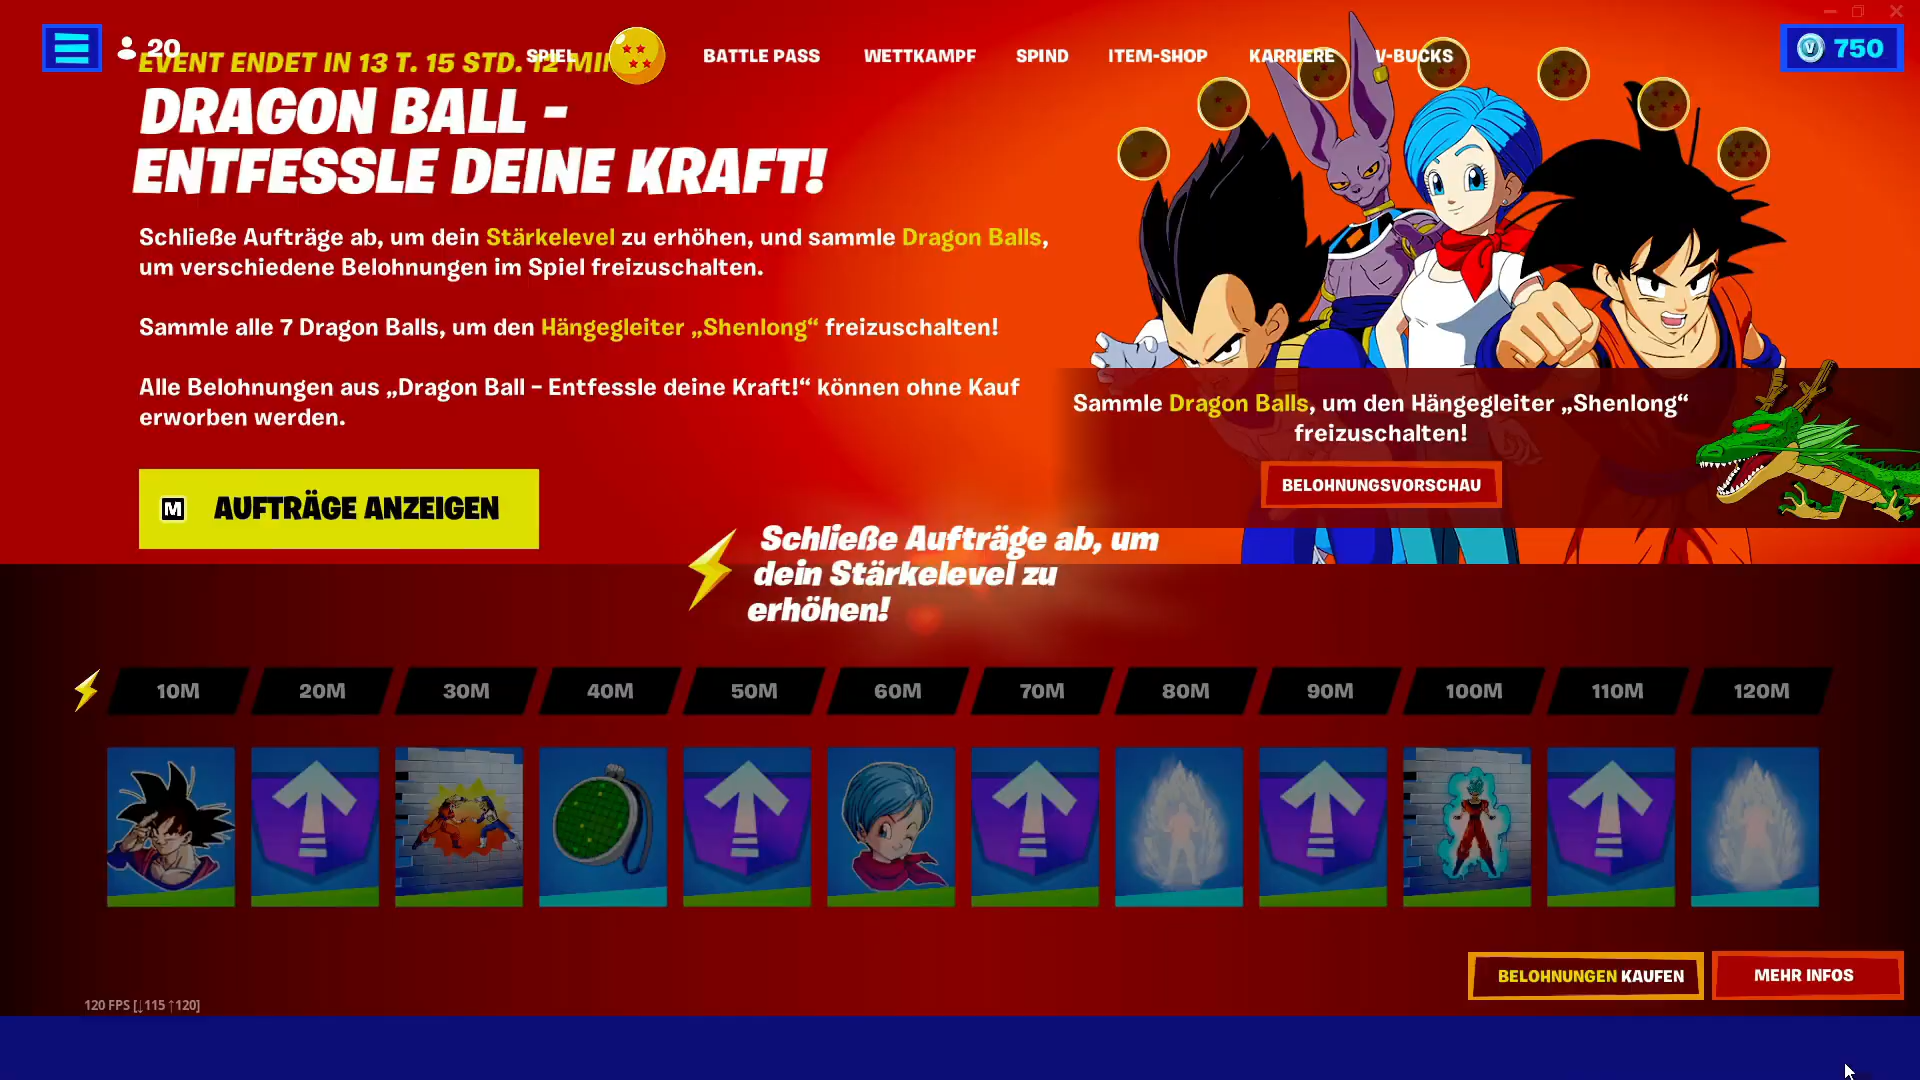 20
SPIEL
BATTLE PASS
WETTKAMPF
SPIND
ITEM-SHOP
KARRIERE
V-BUCKS
750
EVENT ENDET IN 13 T. 15 STD. 12 MIN
DRAGON BALL -
ENTFESSLE DEINE KRAFT!
Schließe Aufträge ab, um dein Stärkelevel zu erhöhen, und sammle Dragon Balls,
um verschiedene Belohnungen im Spiel freizuschalten.
Sammle alle 7 Dragon Balls, um den Hängegleiter „Shenlong“ freizuschalten!
Alle Belohnungen aus „Dragon Ball – Entfessle deine Kraft!“ können ohne Kauf
erworben werden.
M AUFTRÄGE ANZEIGEN
Sammle Dragon Balls, um den Hängegleiter „Shenlong“
freizuschalten!
BELOHNUNGSVORSCHAU
Schließe Aufträge ab, um
dein Stärkelevel zu
erhöhen!
10M 20M 30M 40M 50M 60M 70M 80M 90M 100M 110M 120M
BELOHNUNGEN KAUFEN
MEHR INFOS
120 FPS [↓115 ↑120]